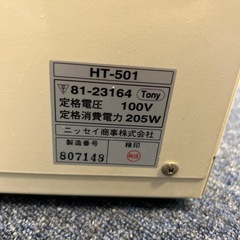 HT-501
81-23164 Tony
定格電圧 100V
定格消費電力 205W
ニッセイ商事株式会社
製造番号 検印
807148